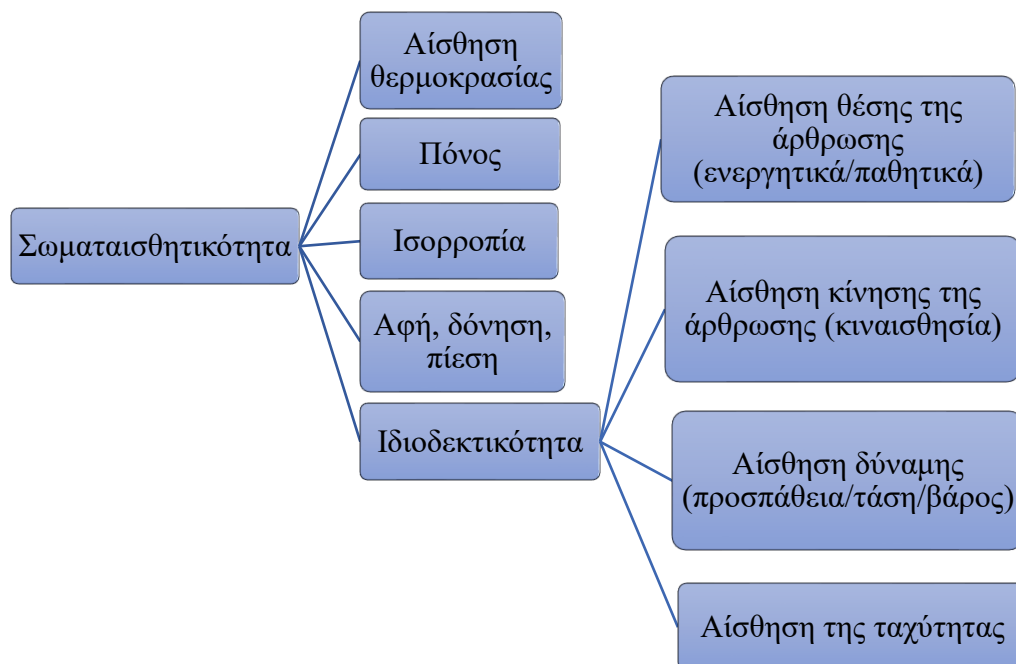 Σωματαισθητικότητα
Αίσθηση
θερμοκρασίας
Πόνος
Ισορροπία
Αφή, δόνηση,
πίεση
Ιδιοδεκτικότητα
Αίσθηση θέσης της
άρθρωσης
(ενεργητικά/παθητικά)
Αίσθηση κίνησης της
άρθρωσης (κιναισθησία)
Αίσθηση δύναμης
(προσπάθεια/τάση/βάρος)
Αίσθηση της ταχύτητας